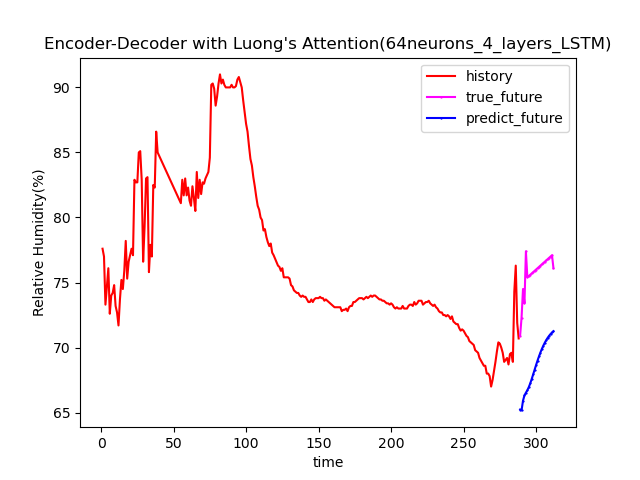 Encoder-Decoder with Luong's Attention(64neurons_4_layers_LSTM)
history
true_future
predict_future
Relative Humidity(%)
90
85
80
75
70
65
0 50 100 150 200 250 300
time